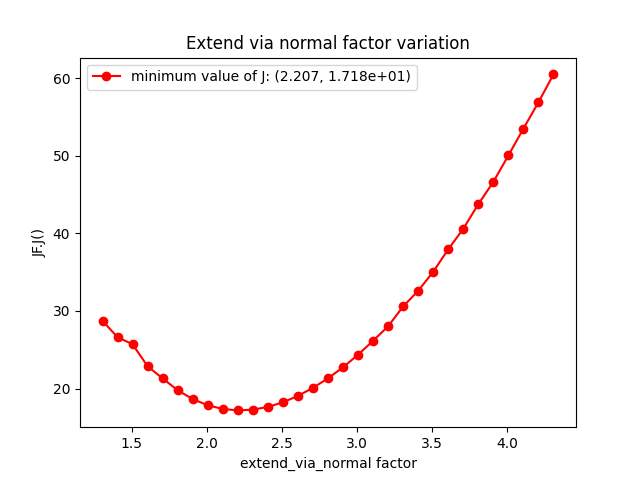 Extend via normal factor variation
minimum value of J: (2.207, 1.718e+01)
60
50
40
30
20
JF.J()
1.5 2.0 2.5 3.0 3.5 4.0
extend_via_normal factor